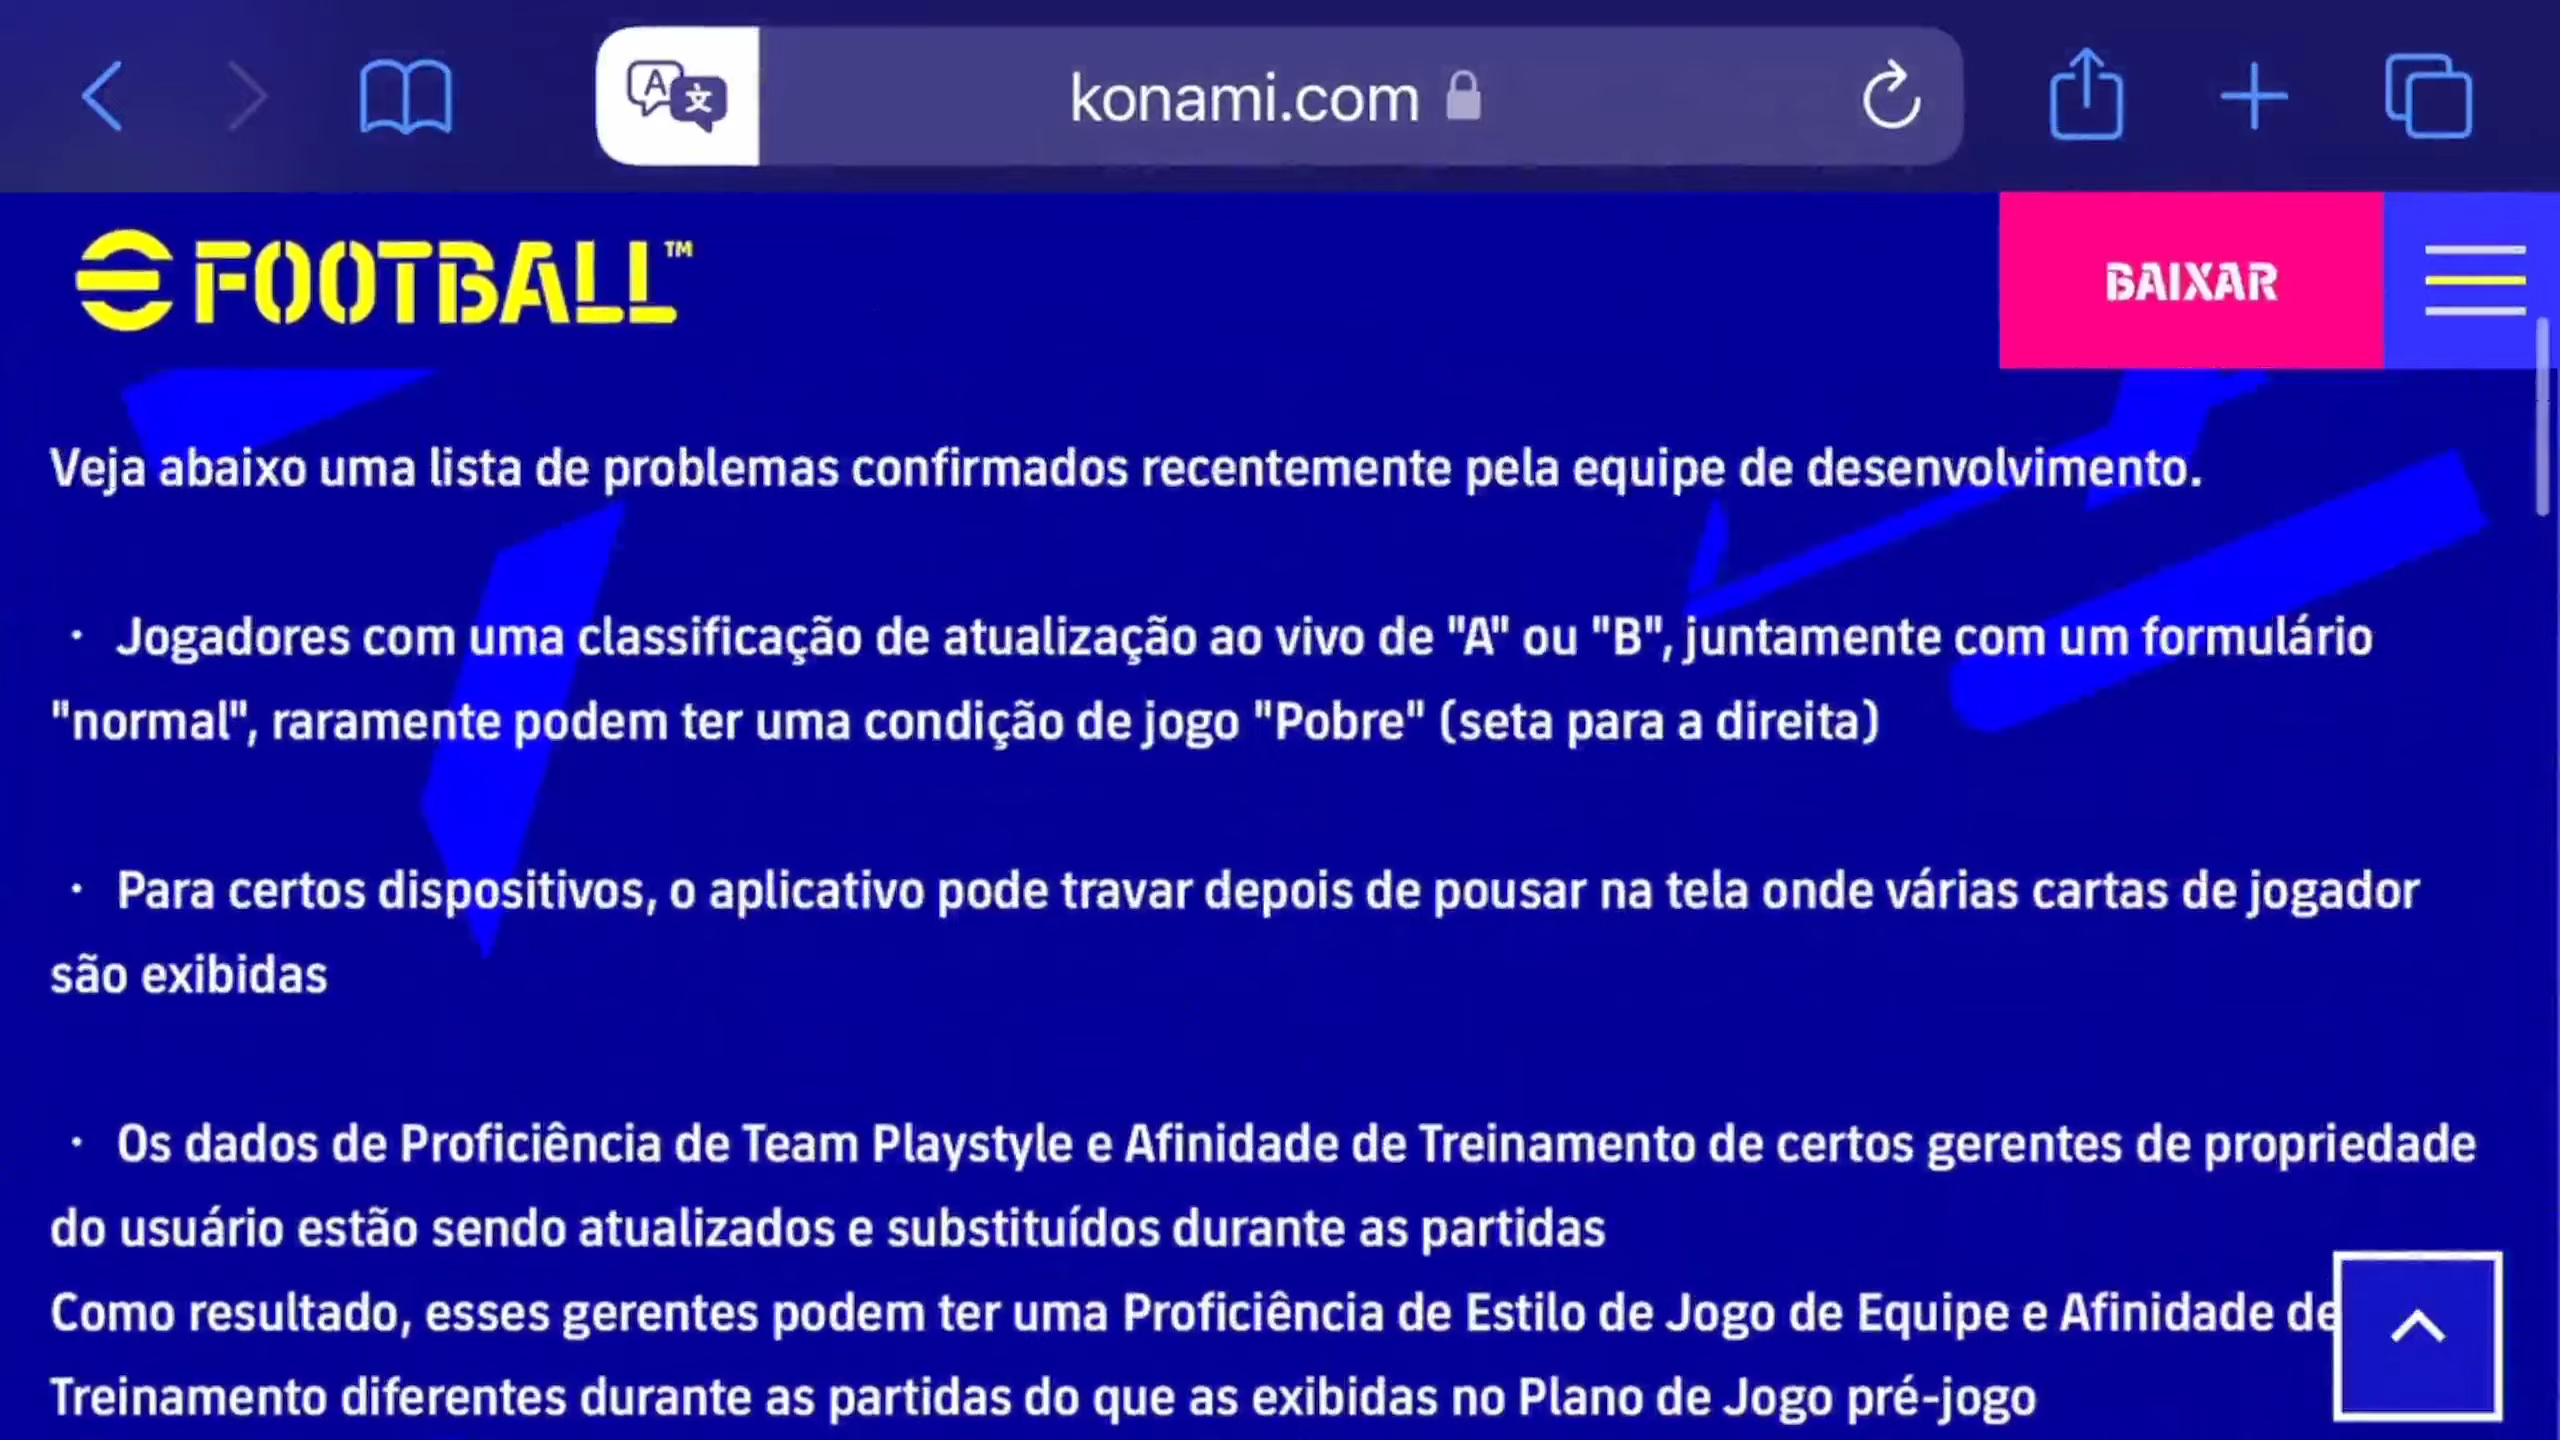 konami.com
eFOOTBALL™
BAIXAR
Veja abaixo uma lista de problemas confirmados recentemente pela equipe de desenvolvimento.
· Jogadores com uma classificação de atualização ao vivo de "A" ou "B", juntamente com um formulário
"normal", raramente podem ter uma condição de jogo "Pobre" (seta para a direita)
· Para certos dispositivos, o aplicativo pode travar depois de pousar na tela onde várias cartas de jogador
são exibidas
· Os dados de Proficiência de Team Playstyle e Afinidade de Treinamento de certos gerentes de propriedade
do usuário estão sendo atualizados e substituídos durante as partidas
Como resultado, esses gerentes podem ter uma Proficiência de Estilo de Jogo de Equipe e Afinidade de
Treinamento diferentes durante as partidas do que as exibidas no Plano de Jogo pré-jogo